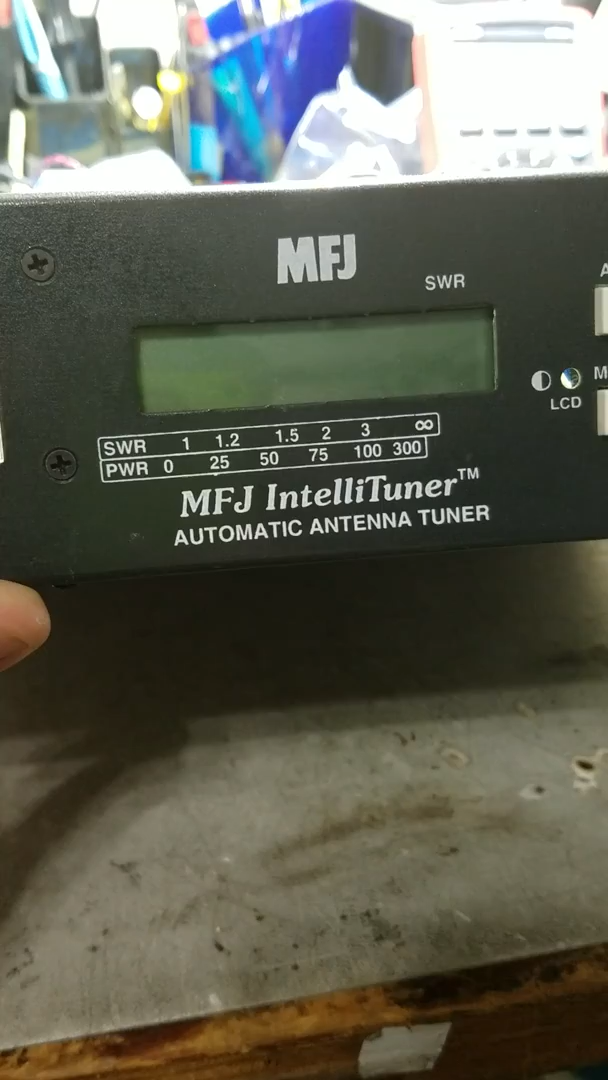 MFJ
SWR
LCD
SWR 1 1.2 1.5 2 3 ∞
PWR 0 25 50 75 100 300
MFJ IntelliTuner™
AUTOMATIC ANTENNA TUNER